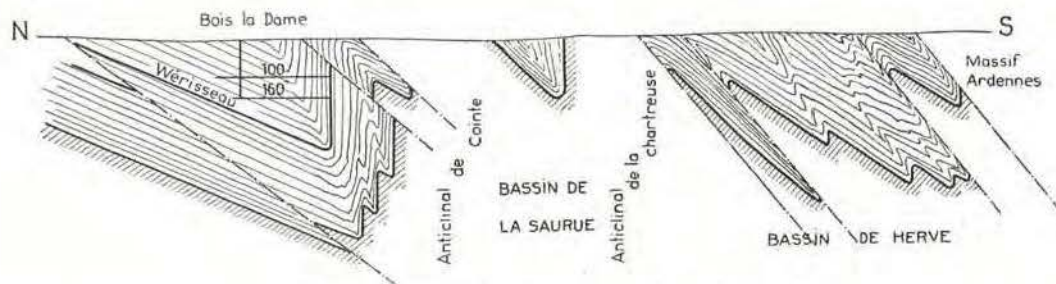 Bois la Dame
N
S
Wérisseau
100
160
Massif
Ardennes
Anticlinal de Cointe
BASSIN DE
LA SAURUE
Anticlinal de la chartreuse
BASSIN DE HERVE